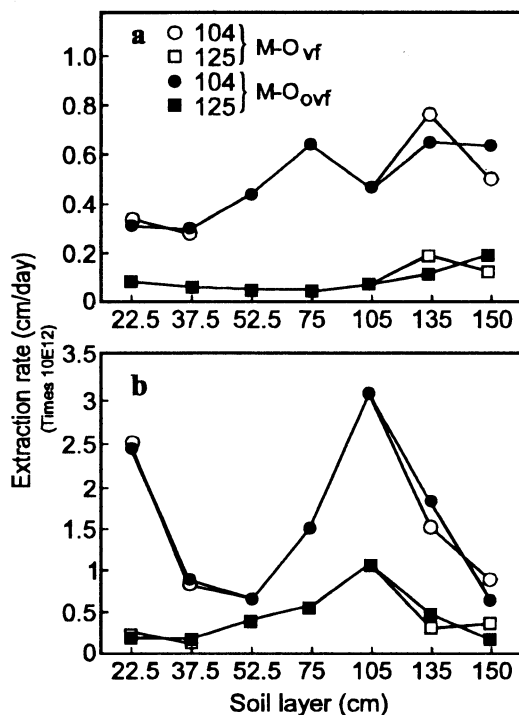 a
104 M-Ovf
125
104 M-Oovf
125
1.0
0.8
0.6
0.4
0.2
0
22.5 37.5 52.5 75 105 135 150
Extraction rate (cm/day)
(Times 10E12)
b
3.5
3
2.5
2
1.5
1
0.5
0
22.5 37.5 52.5 75 105 135 150
Soil layer (cm)